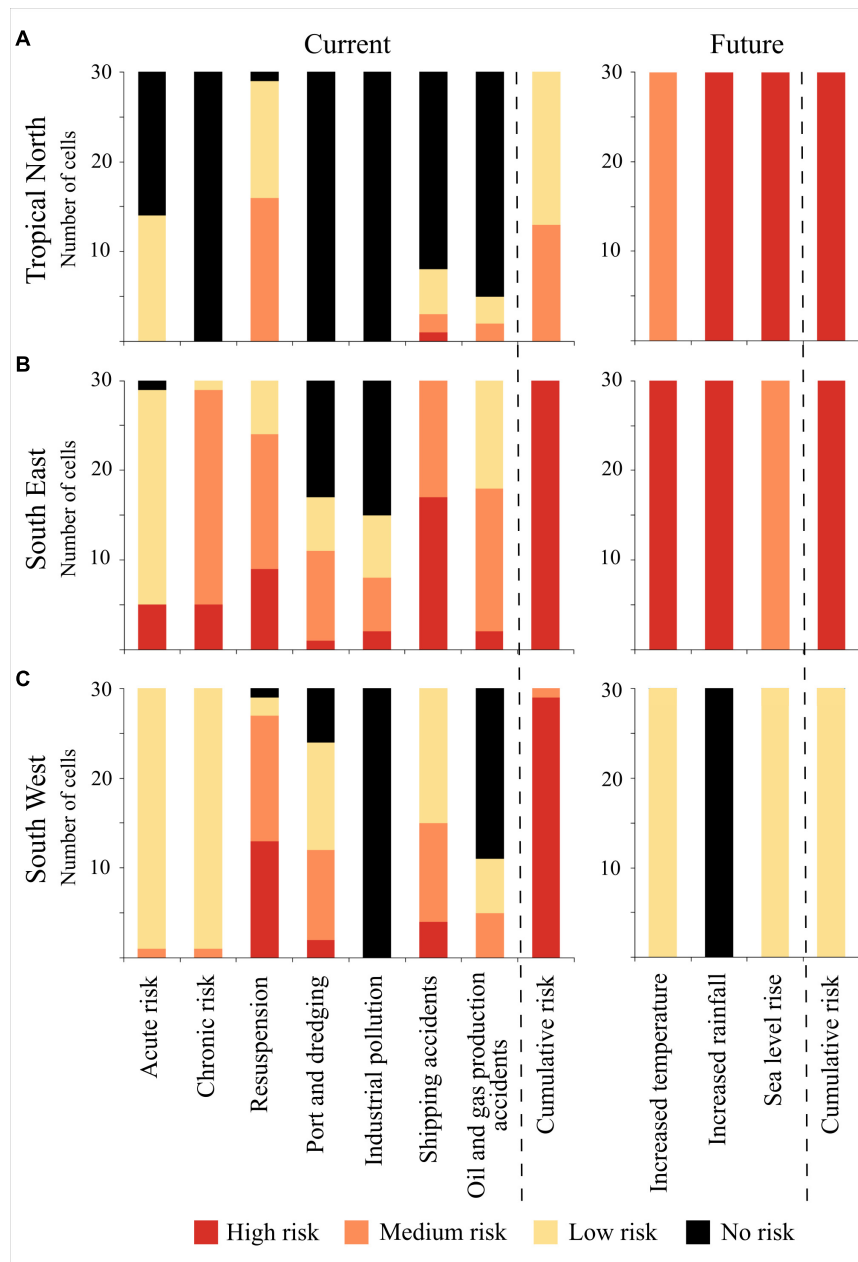 A
Current
Future
Tropical North
Number of cells
30
20
10
30
20
10
B
South East
Number of cells
30
20
10
30
20
10
C
South West
Number of cells
30
20
10
30
20
10
Acute risk
Chronic risk
Resuspension
Port and dredging
Industrial pollution
Shipping accidents
Oil and gas production
accidents
Cumulative risk
Increased temperature
Increased rainfall
Sea level rise
Cumulative risk
High risk
Medium risk
Low risk
No risk